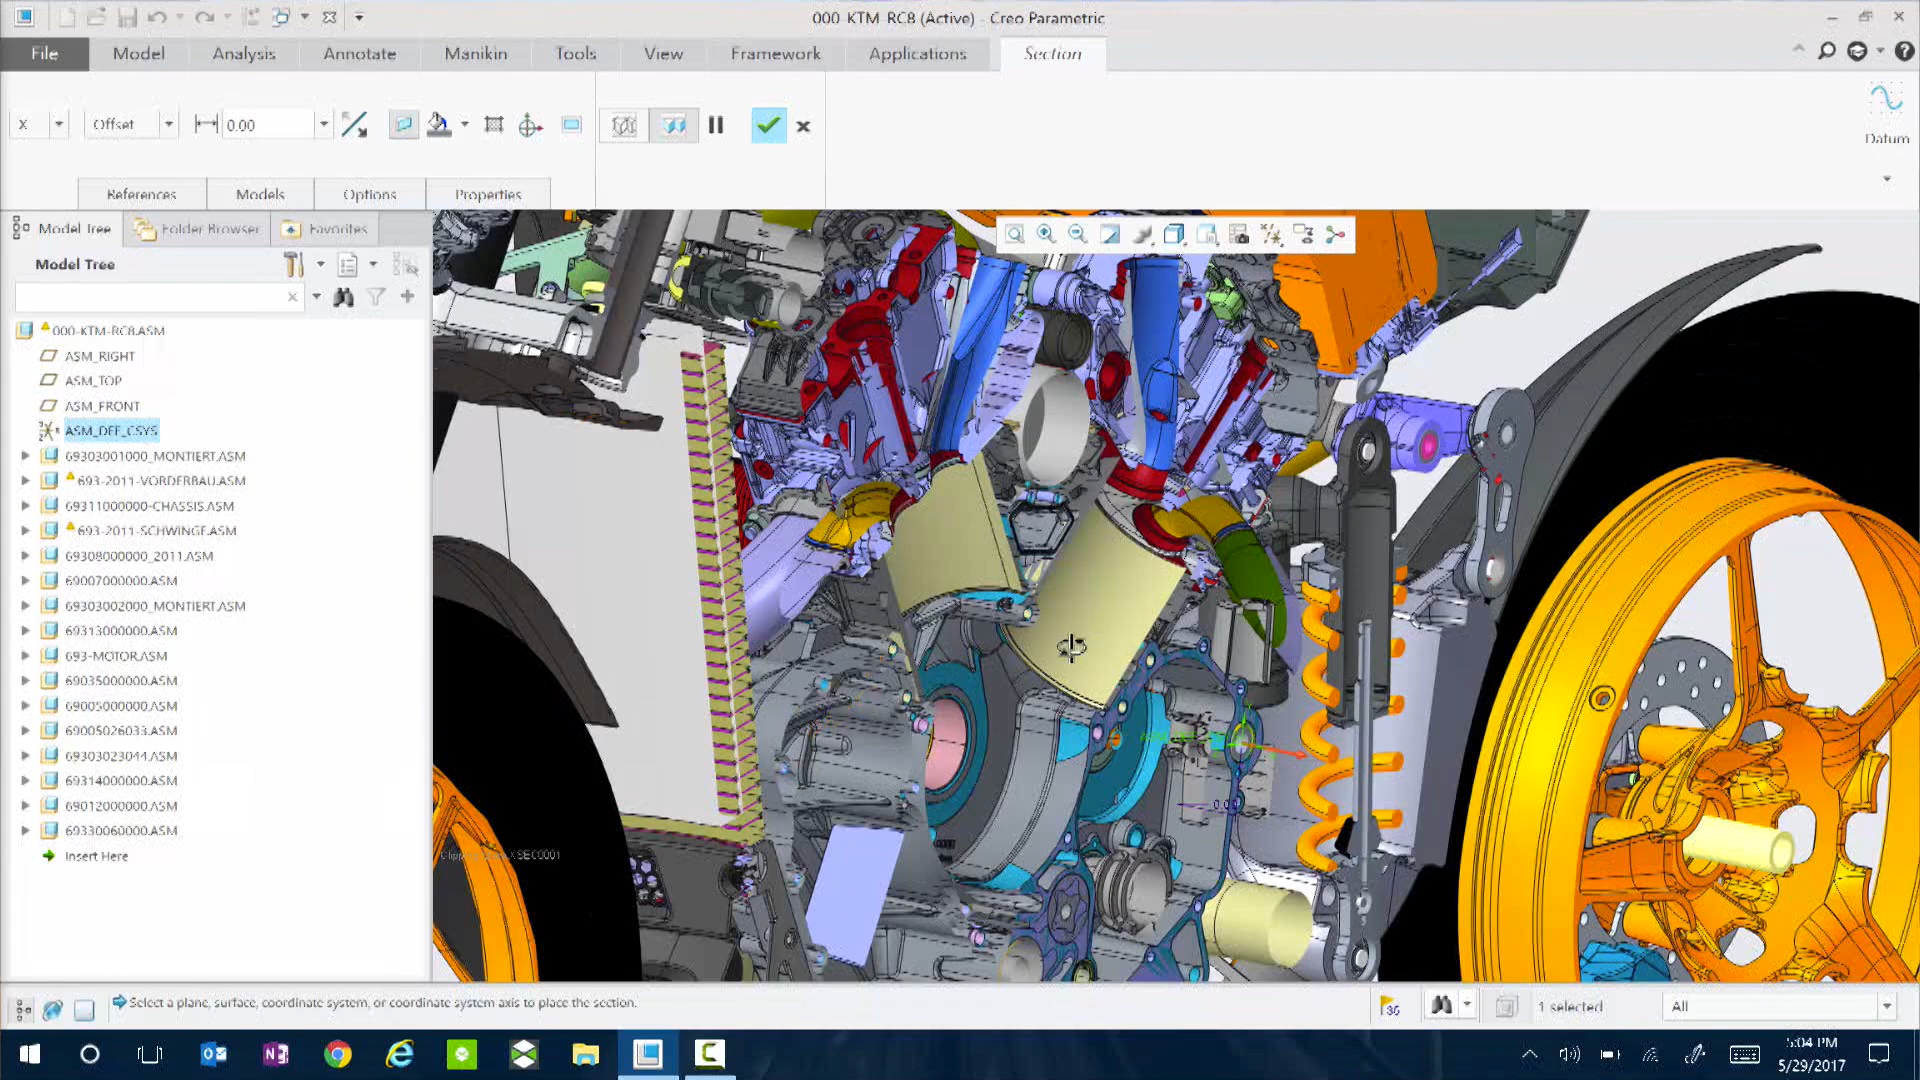 000-KTM-RC8 (Active) - Creo Parametric
File Model Analysis Annotate Manikin Tools View Framework Applications Section
X Offset 0.00
Datum
References Models Options Properties
Model Tree Folder Browser Favorites
Model Tree
000-KTM-RC8.ASM
ASM_RIGHT
ASM_TOP
ASM_FRONT
ASM_DEF_CSYS
69303001000_MONTIERT.ASM
693-2011-VORDERBAU.ASM
69311000000-CHASSIS.ASM
693-2011-SCHWINGE.ASM
69308000000_2011.ASM
69007000000.ASM
69303002000_MONTIERT.ASM
69313000000.ASM
693-MOTOR.ASM
69035000000.ASM
69005000000.ASM
69005026033.ASM
69303023044.ASM
69314000000.ASM
69012000000.ASM
69330060000.ASM
Insert Here
0.00
XSEC0001
Select a plane, surface, coordinate system, or coordinate system axis to place the section.
1 selected
All
5:04 PM
5/29/2017